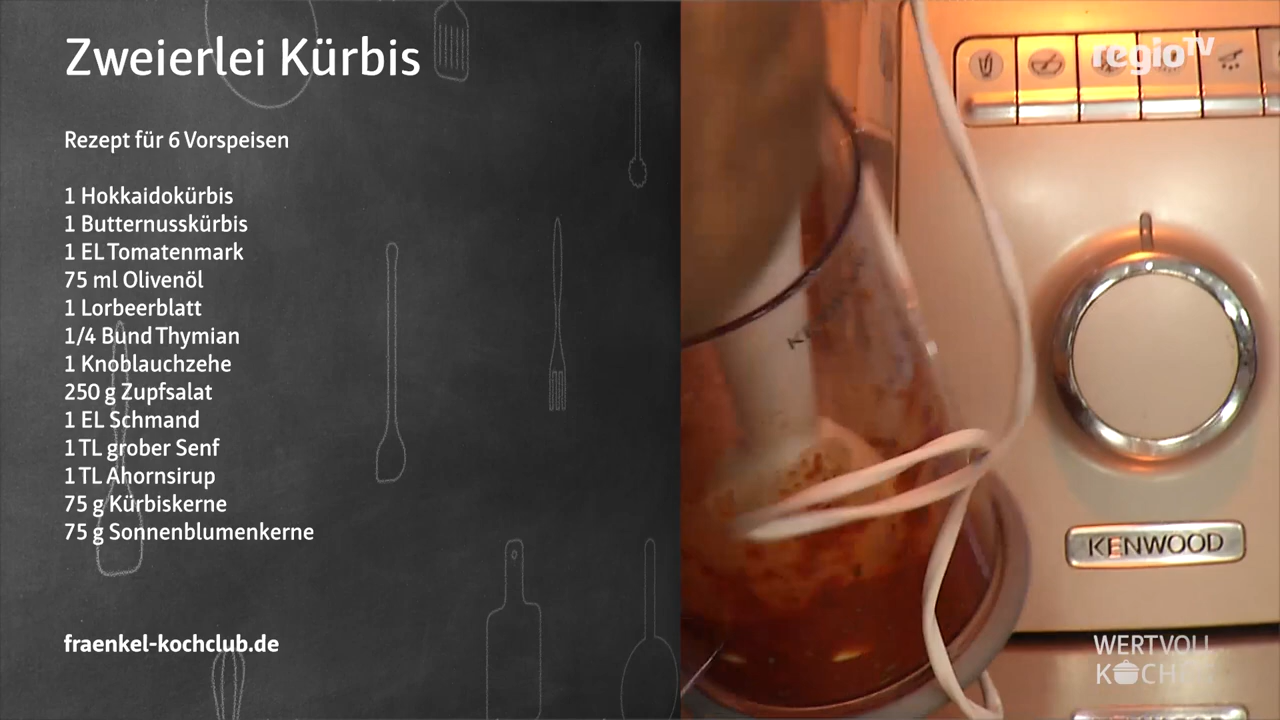 Zweierlei Kürbis
Rezept für 6 Vorspeisen
1 Hokkaidokürbis
1 Butternusskürbis
1 EL Tomatenmark
75 ml Olivenöl
1 Lorbeerblatt
1/4 Bund Thymian
1 Knoblauchzehe
250 g Zupfsalat
1 EL Schmand
1 TL grober Senf
1 TL Ahornsirup
75 g Kürbiskerne
75 g Sonnenblumenkerne
fraenkel-kochclub.de
regioTV
KENWOOD
WERTVOLL